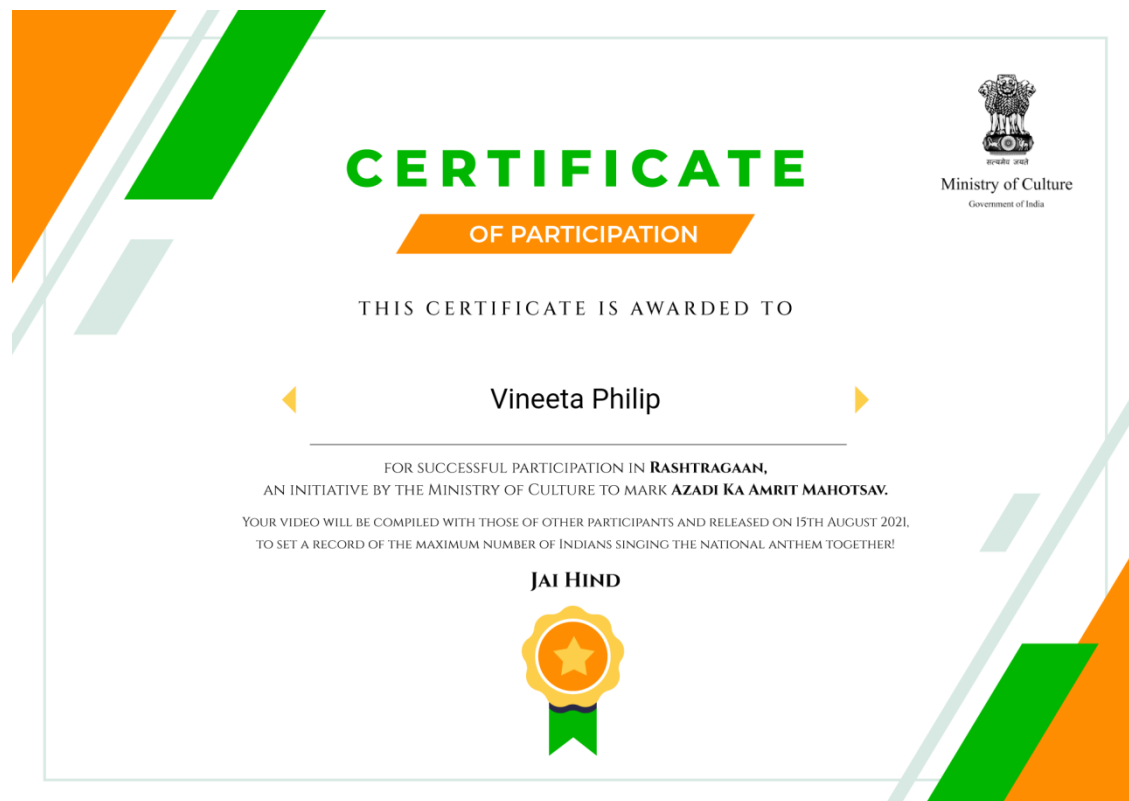 CERTIFICATE
OF PARTICIPATION
सत्यमेव जयते
Ministry of Culture
Government of India
THIS CERTIFICATE IS AWARDED TO
Vineeta Philip
FOR SUCCESSFUL PARTICIPATION IN RASHTRAGAAN,
AN INITIATIVE BY THE MINISTRY OF CULTURE TO MARK AZADI KA AMRIT MAHOTSAV.
YOUR VIDEO WILL BE COMPILED WITH THOSE OF OTHER PARTICIPANTS AND RELEASED ON 15TH AUGUST 2021,
TO SET A RECORD OF THE MAXIMUM NUMBER OF INDIANS SINGING THE NATIONAL ANTHEM TOGETHER!
JAI HIND